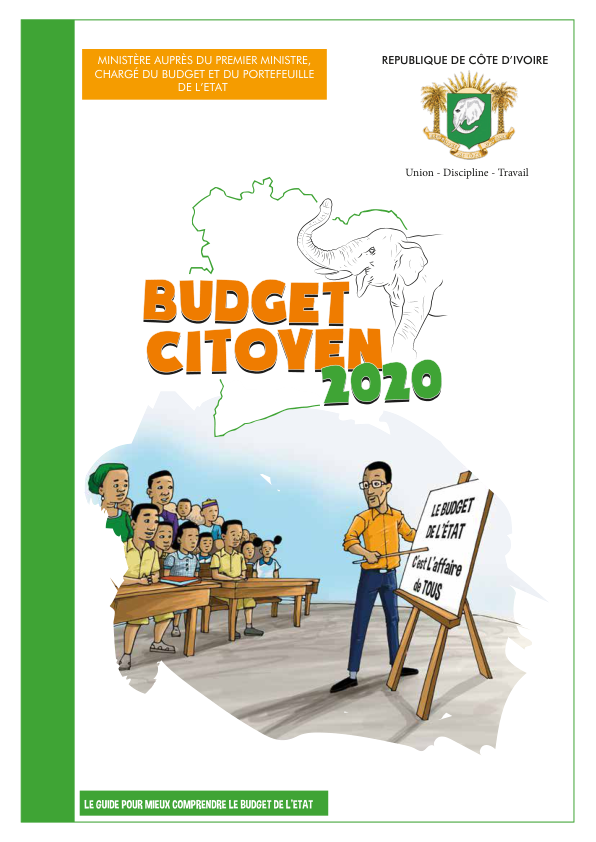 MINISTÈRE AUPRÈS DU PREMIER MINISTRE,
CHARGÉ DU BUDGET ET DU PORTEFEUILLE
DE L'ETAT
REPUBLIQUE DE CÔTE D'IVOIRE
Union - Discipline - Travail
BUDGET
CITOYEN
2020
LE BUDGET
DE L'ÉTAT
C'est L'affaire
de TOUS
LE GUIDE POUR MIEUX COMPRENDRE LE BUDGET DE L'ETAT